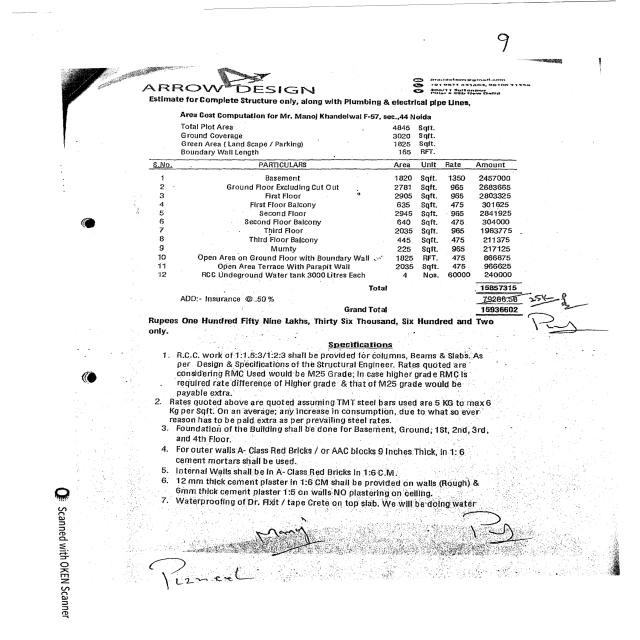 9
ARROW DESIGN
Estimate for Complete Structure only, along with Plumbing & electrical pipe Lines,
Area Cost Computation for Mr. Manoj Khandelwal F-57, sec.,44 Noida
Total Plot Area 4845 Sqft.
Ground Coverage 3020 Sqft.
Green Area ( Land Scape / Parking) 1825 Sqft.
Boundary Wall Length 165 RFT.
S.No. PARTICULARS Area Unit Rate Amount
1 Basement 1820 Sqft. 1350 2457000
2 Ground Floor Excluding Cut Out 2781 Sqft. 965 2683665
3 First Floor 2905 Sqft. 965 2803325
4 First Floor Balcony 635 Sqft. 475 301625
5 Second Floor 2945 Sqft. 965 2841925
6 Second Floor Balcony 640 Sqft. 475 304000
7 Third Floor 2035 Sqft. 965 1963775
8 Third Floor Balcony 445 Sqft. 475 211375
9 Mumty 225 Sqft. 965 217125
10 Open Area on Ground Floor with Boundary Wall 1825 RFT. 475 866875
11 Open Area Terrace With Parapit Wall 2035 Sqft. 475 966625
12 RCC Undeground Water tank 3000 Litres Each 4 Nos. 60000 240000
Total 15857315
ADD:- Insurance @ .50 % 79286.58 25K
Grand Total 15936602
Rupees One Hundred Fifty Nine Lakhs, Thirty Six Thousand, Six Hundred and Two
only.
Specifications
1. R.C.C. work of 1:1.5:3/1:2:3 shall be provided for columns, Beams & Slabs. As
per Design & Specifications of the Structural Engineer. Rates quoted are
considering RMC Used would be M25 Grade; In case higher grade RMC is
required rate difference of Higher grade & that of M25 grade would be
payable extra.
2. Rates quoted above are quoted assuming TMT steel bars used are 5 KG to max 6
Kg per Sqft. On an average; any increase in consumption, due to what so ever
reason has to be paid extra as per prevailing steel rates.
3. Foundation of the Building shall be done for Basement, Ground, 1St, 2nd, 3rd,
and 4th Floor.
4. For outer walls A- Class Red Bricks / or AAC blocks 9 Inches Thick, in 1: 6
cement mortars shall be used.
5. Internal Walls shall be in A- Class Red Bricks in 1:6 C.M.
6. 12 mm thick cement plaster in 1:6 CM shall be provided on walls (Rough) &
6mm thick cement plaster 1:5 on walls NO plastering on ceiling.
7. Waterproofing of Dr. Fixit / tape Crete on top slab. We will be doing water
Manoj
Scanned with OKEN Scanner